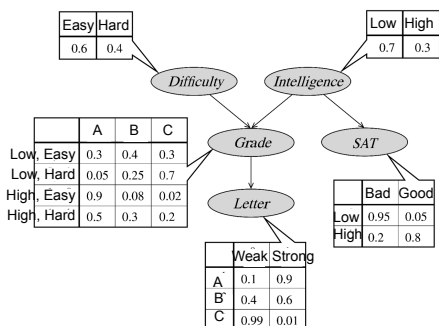 Easy Hard
0.6 0.4
Low High
0.7 0.3
Difficulty
Intelligence
A B C
Low, Easy 0.3 0.4 0.3
Low, Hard 0.05 0.25 0.7
High, Easy 0.9 0.08 0.02
High, Hard 0.5 0.3 0.2
Grade
SAT
Letter
Bad Good
Low 0.95 0.05
High 0.2 0.8
Weak Strong
A 0.1 0.9
B 0.4 0.6
C 0.99 0.01